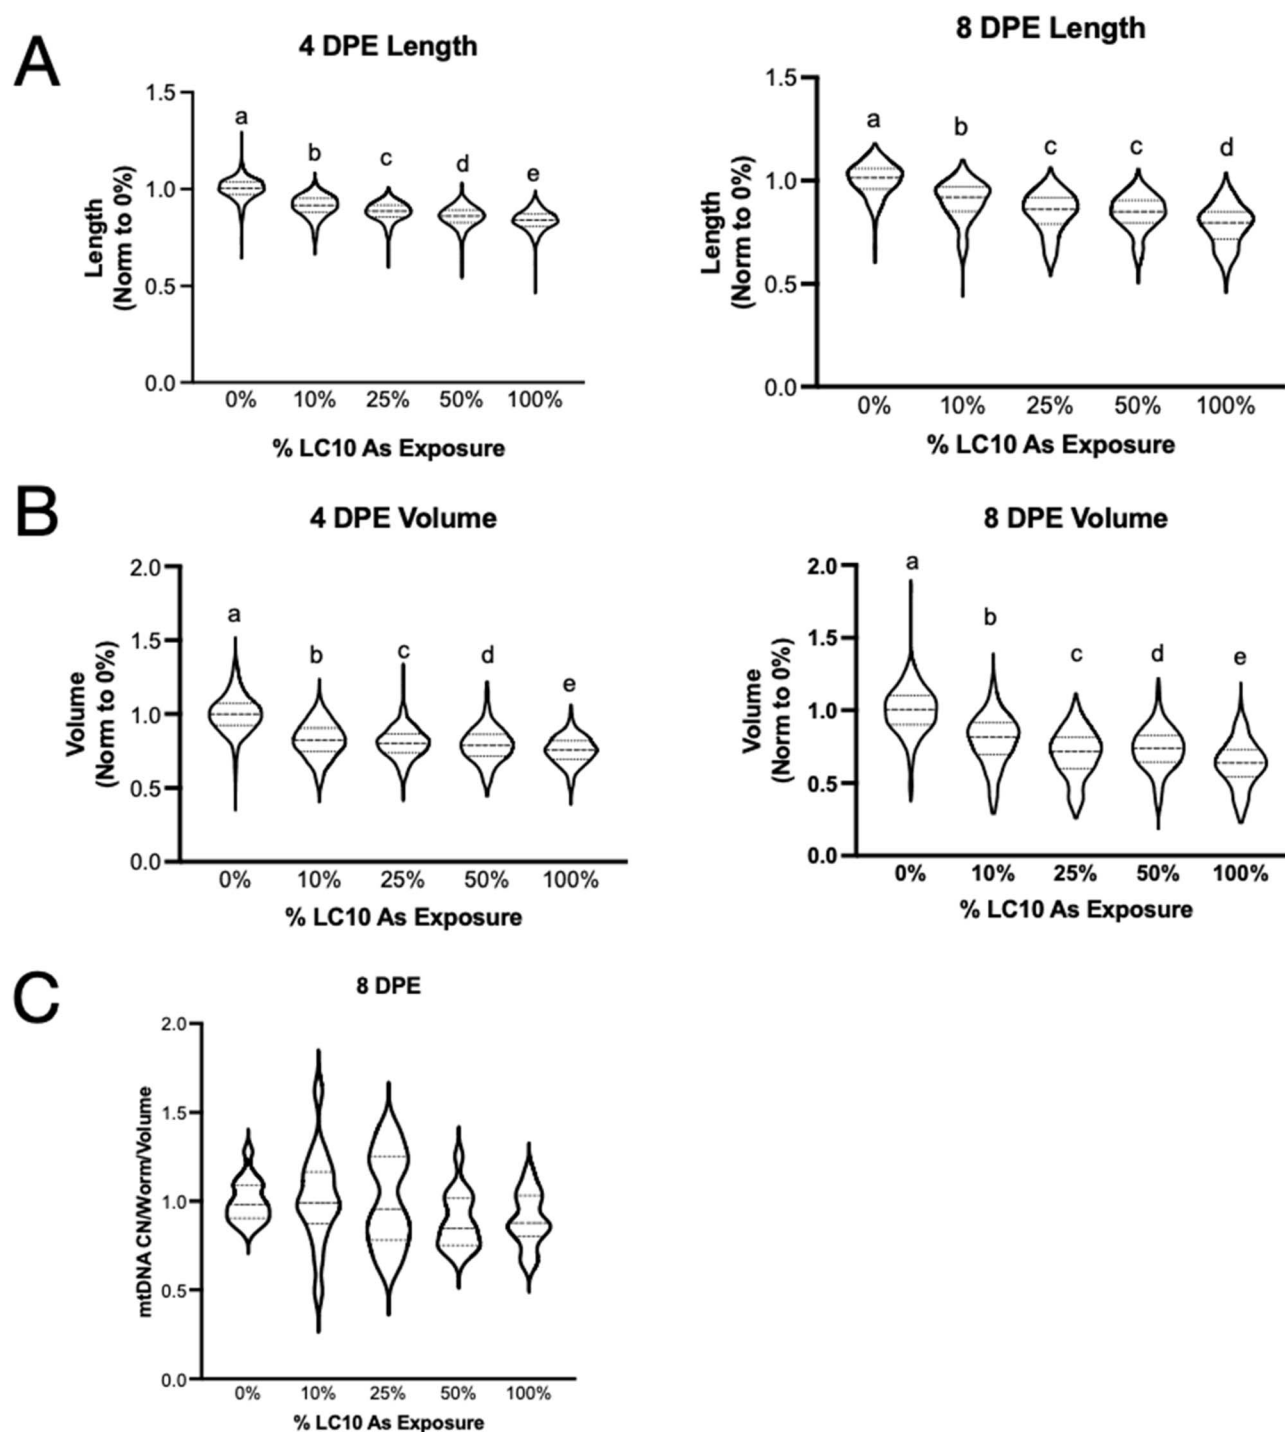 A
4 DPE Length
Length
(Norm to 0%)
1.5
1.0
0.5
0.0
a
b
c
d
e
0% 10% 25% 50% 100%
% LC10 As Exposure
8 DPE Length
Length
(Norm to 0%)
1.5
1.0
0.5
0.0
a
b
c
c
d
0% 10% 25% 50% 100%
% LC10 As Exposure
B
4 DPE Volume
Volume
(Norm to 0%)
2.0
1.5
1.0
0.5
0.0
a
b
c
d
e
0% 10% 25% 50% 100%
% LC10 As Exposure
8 DPE Volume
Volume
(Norm to 0%)
2.0
1.5
1.0
0.5
0.0
a
b
c
d
e
0% 10% 25% 50% 100%
% LC10 As Exposure
C
8 DPE
mtDNA CN/Worm/Volume
2.0
1.5
1.0
0.5
0.0
0% 10% 25% 50% 100%
% LC10 As Exposure